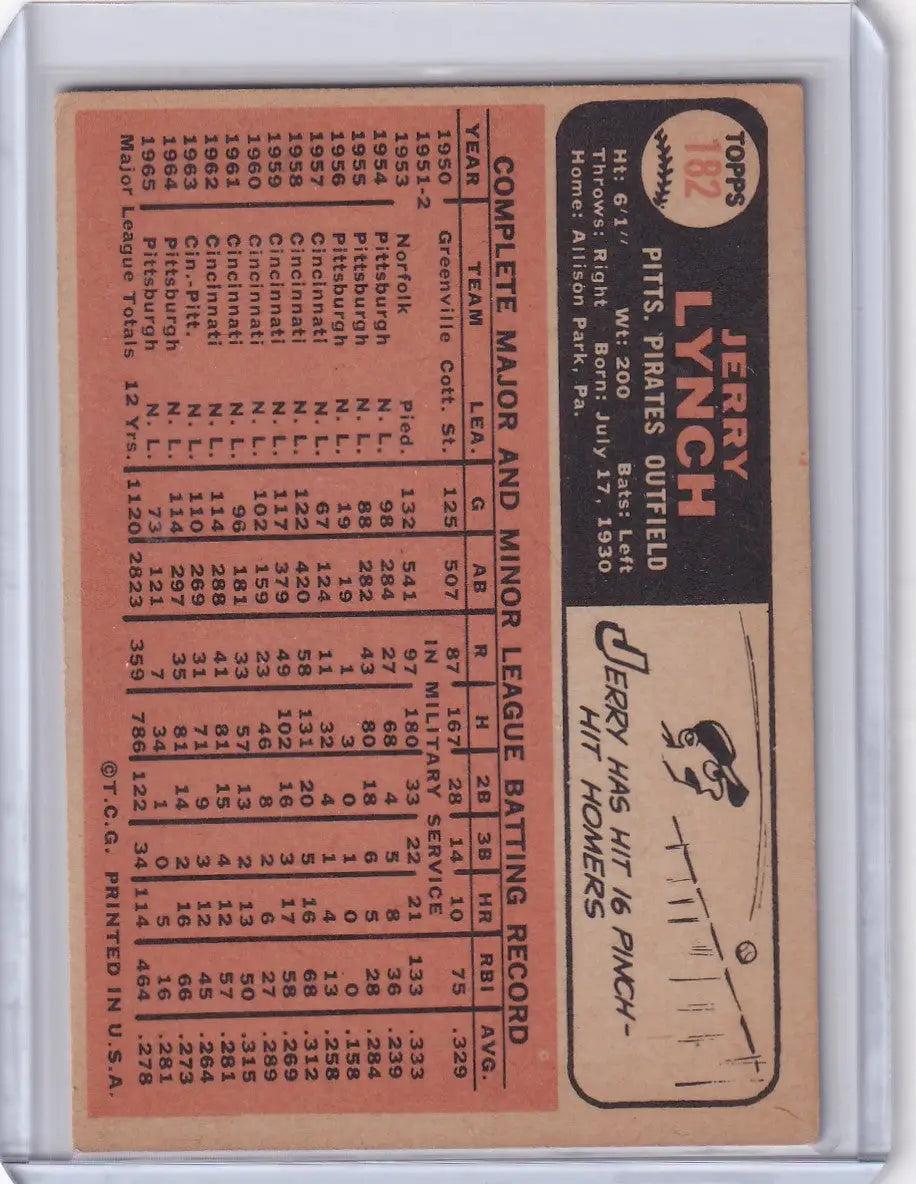 TOPPS
182
JERRY
LYNCH
PITTS. PIRATES OUTFIELD
Ht: 6'1" Wt: 200 Bats: Left
Throws: Right Born: July 17, 1930
Home: Allison Park, Pa.
JERRY HAS HIT 16 PINCH-
HIT HOMERS
COMPLETE MAJOR AND MINOR LEAGUE BATTING RECORD
YEAR TEAM LEA. G AB R H 2B 3B HR RBI AVG.
1950 Greenville Cott. St. 125 507 87 167 28 14 10 75 .329
1951-2 IN MILITARY SERVICE
1953 Norfolk Pied. 132 541 97 180 33 22 21 133 .333
1954 Pittsburgh N. L. 98 284 27 68 4 5 8 36 .239
1955 Pittsburgh N. L. 88 282 43 80 18 6 5 28 .284
1956 Pittsburgh N. L. 19 19 1 3 0 1 0 0 .158
1957 Cincinnati N. L. 67 124 11 32 4 1 4 13 .258
1958 Cincinnati N. L. 122 420 58 131 20 5 16 68 .312
1959 Cincinnati N. L. 117 379 49 102 16 3 17 58 .269
1960 Cincinnati N. L. 102 159 23 46 8 2 6 27 .289
1961 Cincinnati N. L. 96 181 33 57 13 2 13 50 .315
1962 Cincinnati N. L. 114 288 41 81 15 4 12 57 .281
1963 Cin.-Pitt. N. L. 110 269 31 71 9 3 12 45 .264
1964 Pittsburgh N. L. 114 297 35 81 14 2 16 66 .273
1965 Pittsburgh N. L. 73 121 7 34 1 0 5 16 .281
Major League Totals 12 Yrs. 1120 2823 359 786 122 34 114 464 .278
©T.C.G. PRINTED IN U.S.A.